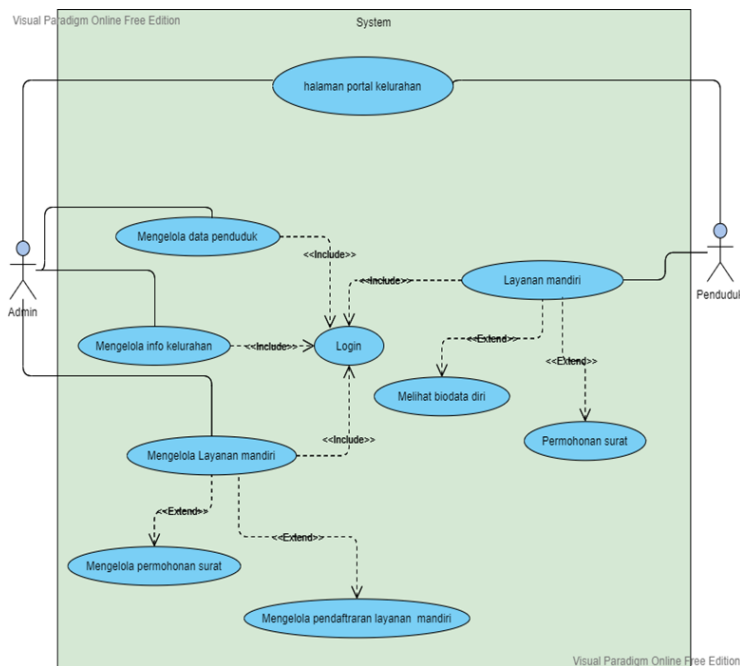 Visual Paradigm Online Free Edition
System
halaman portal kelurahan
Mengelola data penduduk
<<Include>>
Layanan mandiri
<<Include>>
Admin
Penduduk
Mengelola info kelurahan
<<Include>>
Login
<<Extend>>
<<Extend>>
Melihat biodata diri
Permohonan surat
<<Include>>
Mengelola Layanan mandiri
<<Extend>>
<<Extend>>
Mengelola permohonan surat
Mengelola pendaftraran layanan mandiri
Visual Paradigm Online Free Edition